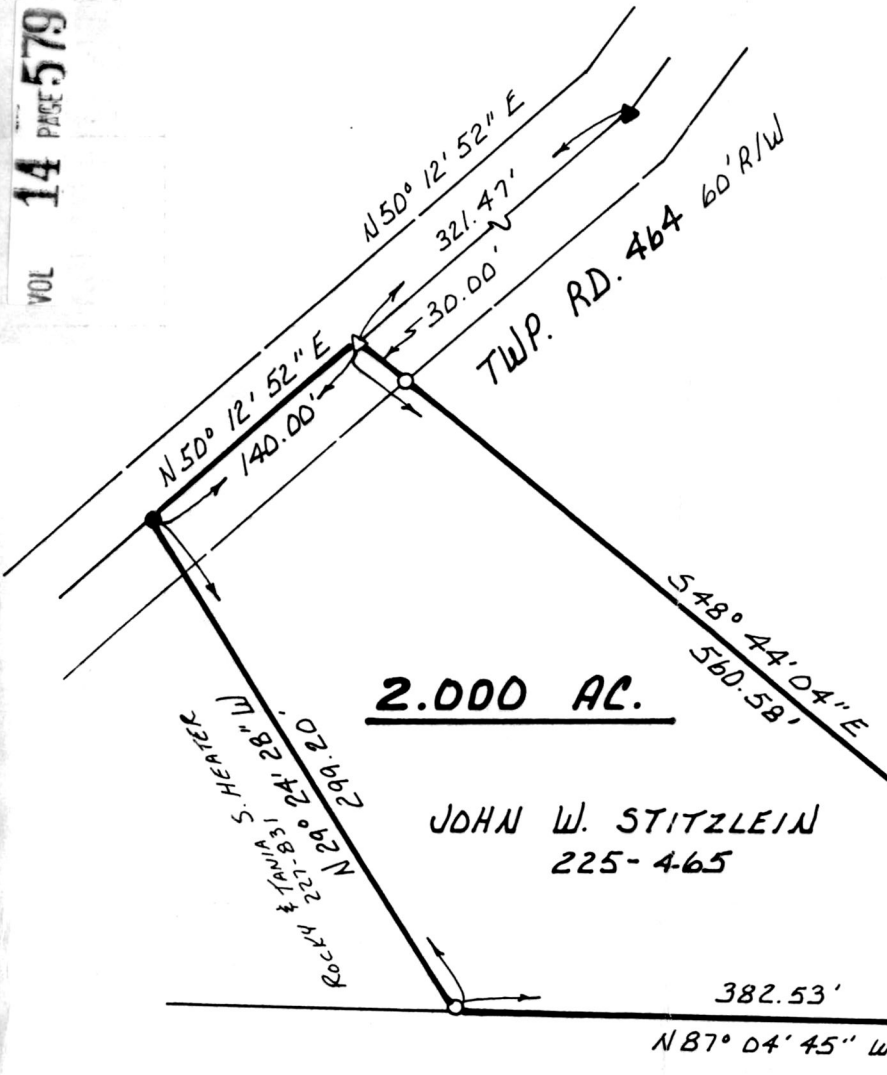 VOL 14 PAGE 579
N 50° 12' 52" E
321.47'
30.00'
TWP. RD. 464 60' R/W
N 50° 12' 52" E
140.00'
S 48° 44' 04" E
560.58'
2.000 AC.
ROCKY & TANIA S. HEATER
227-831
N 29° 24' 28" W
299.20'
JOHN W. STITZLEIN
225-465
382.53'
N 87° 04' 45" W